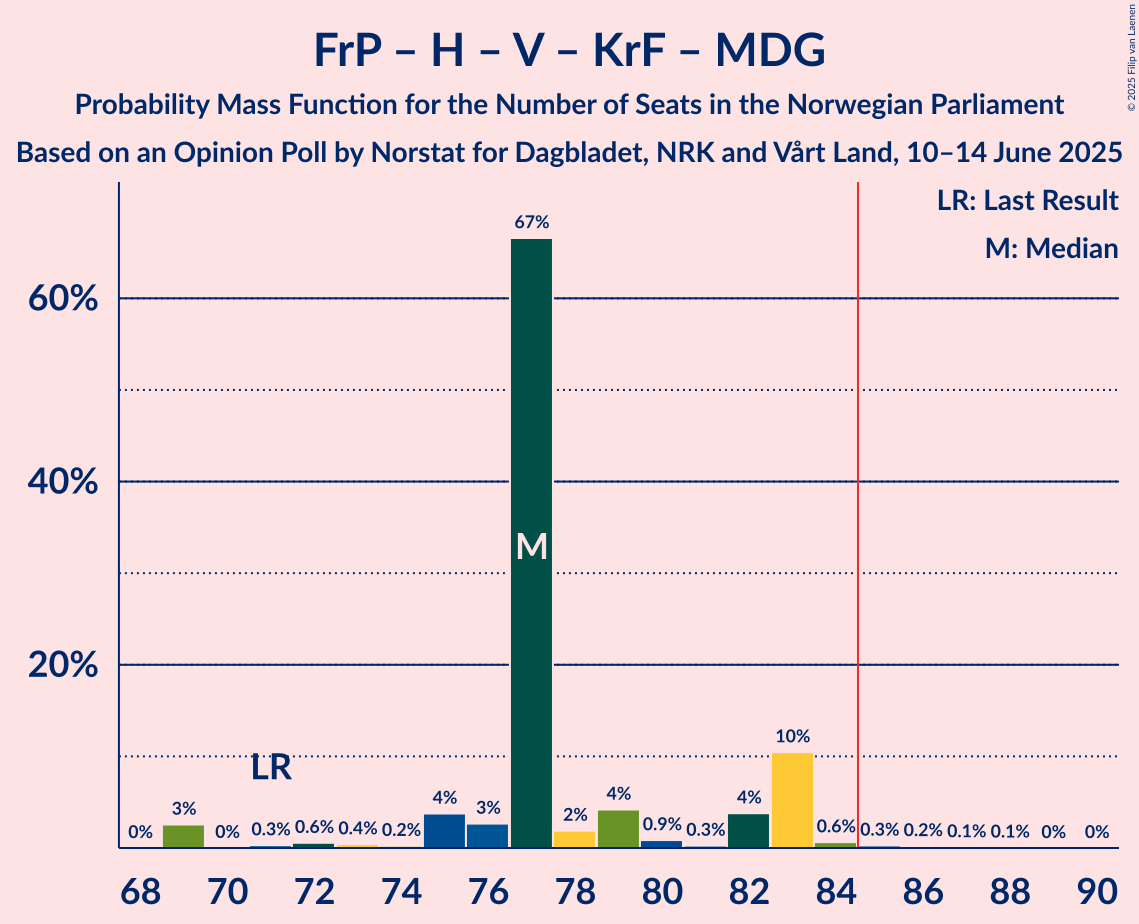 FrP – H – V – KrF – MDG
Probability Mass Function for the Number of Seats in the Norwegian Parliament
Based on an Opinion Poll by Norstat for Dagbladet, NRK and Vårt Land, 10–14 June 2025
© 2025 Filip van Laenen
LR: Last Result
M: Median
67%
60%
M
40%
20%
LR
0% 3% 0% 0.3% 0.6% 0.4% 0.2% 4% 3% 2% 4% 0.9% 0.3% 4% 10% 0.6% 0.3% 0.2% 0.1% 0.1% 0% 0%
68 70 72 74 76 78 80 82 84 86 88 90